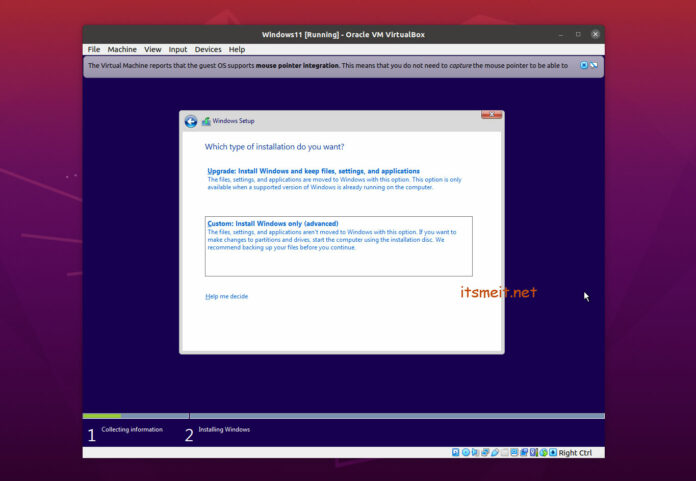 Windows11 [Running] - Oracle VM VirtualBox
File Machine View Input Devices Help
The Virtual Machine reports that the guest OS supports mouse pointer integration. This means that you do not need to capture the mouse pointer to be able to
Windows Setup
Which type of installation do you want?
Upgrade: Install Windows and keep files, settings, and applications
The files, settings, and applications are moved to Windows with this option. This option is only
available when a supported version of Windows is already running on the computer.
Custom: Install Windows only (advanced)
The files, settings, and applications aren't moved to Windows with this option. If you want to
make changes to partitions and drives, start the computer using the installation disc. We
recommend backing up your files before you continue.
Help me decide
itsmeit.net
1 Collecting information 2 Installing Windows
Right Ctrl